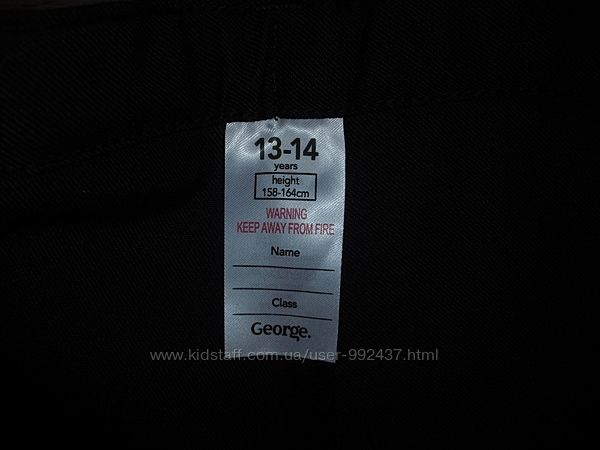 13-14
years
height
158-164cm
WARNING
KEEP AWAY FROM FIRE
Name
Class
George.
www.kidstaff.com.ua/user-992437.html